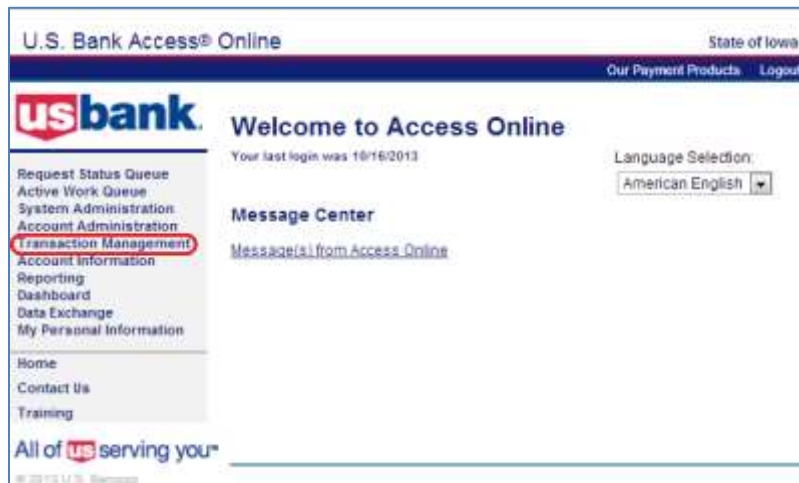 U.S. Bank Access® Online
State of Iowa
Our Payment Products Logout
usbank.
Welcome to Access Online
Your last login was 10/16/2013
Language Selection:
American English
Request Status Queue
Active Work Queue
System Administration
Account Administration
Transaction Management
Account Information
Reporting
Dashboard
Data Exchange
My Personal Information
Message Center
Message(s) from Access Online
Home
Contact Us
Training
All of us serving you℠
© 2013 U.S. Bancorp